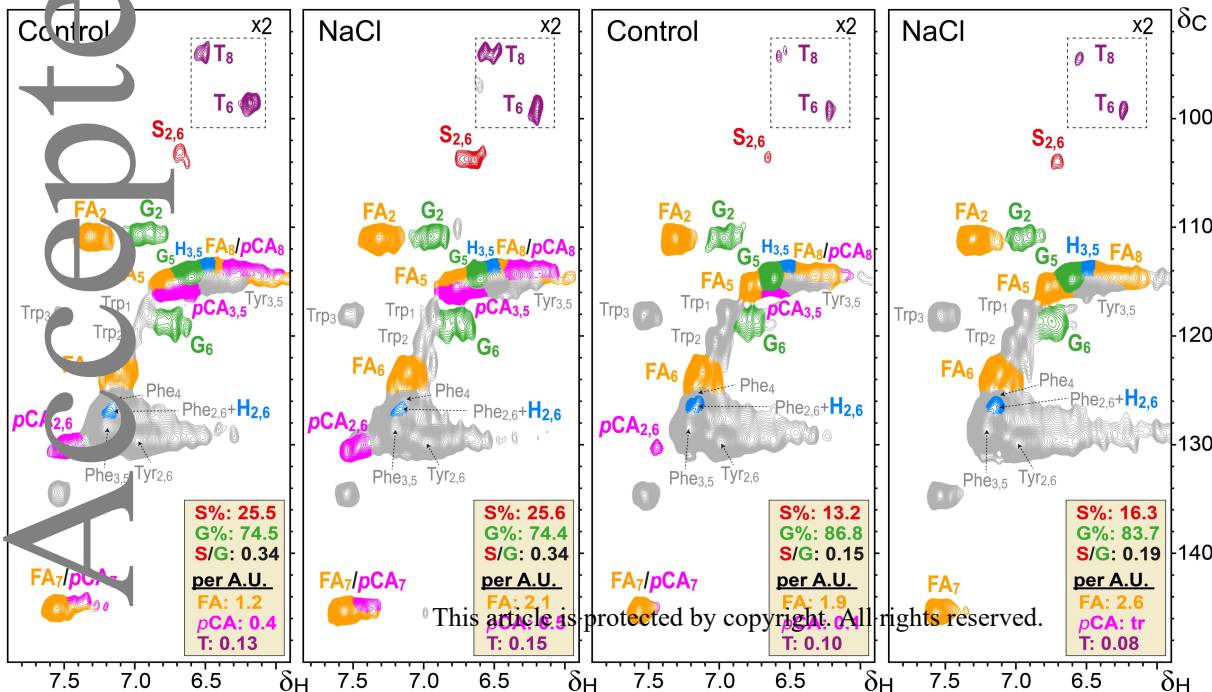 Control x2
T8
T6
S2,6
FA2 G2
G5 H3,5 FA8/pCA8
A5
pCA3,5
Tyr3,5
Trp1
Trp3
Trp2
G6
FA
Phe4
Phe2,6+H2,6
pCA2,6
Phe3,5 Tyr2,6
S%: 25.5
G%: 74.5
S/G: 0.34
per A.U.
FA: 1.2
pCA: 0.4
T: 0.13
FA7/pCA7
7.5 7.0 6.5 δH
NaCl x2
T8
T6
S2,6
FA2 G2
G5 H3,5 FA8/pCA8
FA5
pCA3,5
Tyr3,5
Trp1
Trp3
Trp2
G6
FA6
Phe4
Phe2,6+H2,6
pCA2,6
Phe3,5 Tyr2,6
S%: 25.6
G%: 74.4
S/G: 0.34
per A.U.
FA: 2.1
pCA: 0.5
T: 0.15
FA7/pCA7
7.5 7.0 6.5 δH
Control x2
T8
T6
S2,6
FA2 G2
G5 H3,5 FA8/pCA8
FA5
pCA3,5
Tyr3,5
Trp1
Trp3
Trp2
G6
FA6
Phe4
Phe2,6+H2,6
pCA2,6
Phe3,5 Tyr2,6
S%: 13.2
G%: 86.8
S/G: 0.15
per A.U.
FA: 1.9
pCA: 0.1
T: 0.10
FA7/pCA7
7.5 7.0 6.5 δH
NaCl x2
T8
T6
S2,6
FA2 G2
G5 H3,5 FA8
FA5
Tyr3,5
Trp1
Trp3
Trp2
G6
FA6
Phe4
Phe2,6+H2,6
Phe3,5 Tyr2,6
S%: 16.3
G%: 83.7
S/G: 0.19
per A.U.
FA: 2.6
pCA: tr
T: 0.08
FA7
7.5 7.0 6.5 δH
δC
100
110
120
130
140
Accepte
This article is protected by copyright. All rights reserved.